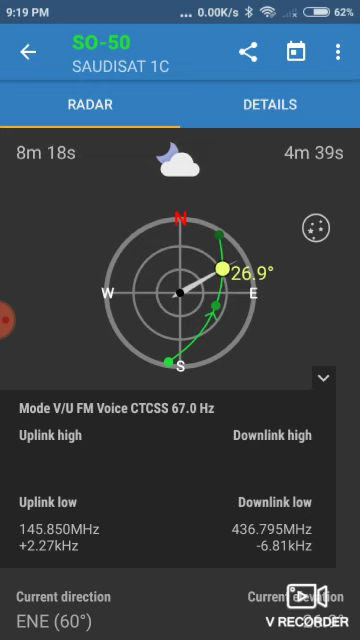 9:19 PM
... 0.00K/s
62%
SO-50
SAUDISAT 1C
RADAR
DETAILS
8m 18s
4m 39s
N
26.9°
W
E
S
Mode V/U FM Voice CTCSS 67.0 Hz
Uplink high
Downlink high
Uplink low
Downlink low
145.850MHz
436.795MHz
+2.27kHz
-6.81kHz
Current direction
Current elevation
V RECORDER
ENE (60°)